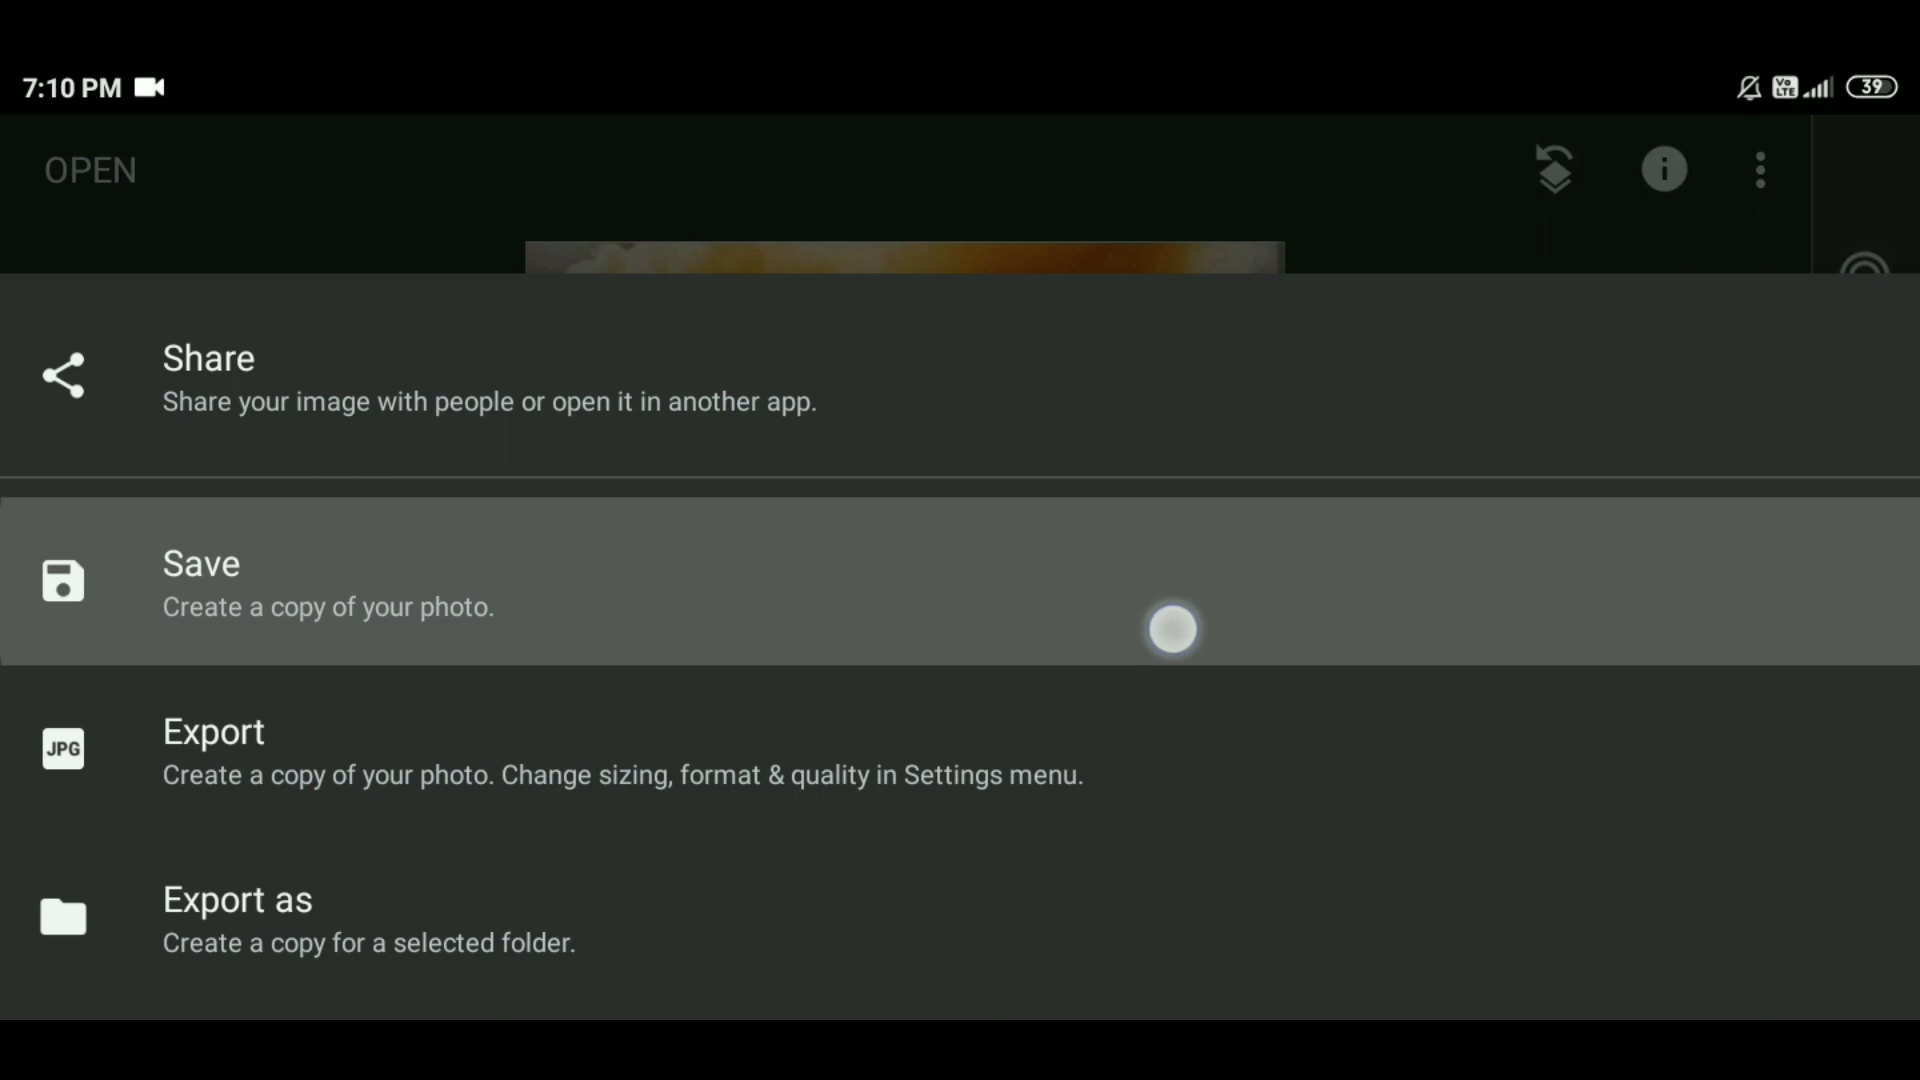 7:10 PM
Vo LTE
39
OPEN
Share
Share your image with people or open it in another app.
Save
Create a copy of your photo.
JPG
Export
Create a copy of your photo. Change sizing, format & quality in Settings menu.
Export as
Create a copy for a selected folder.